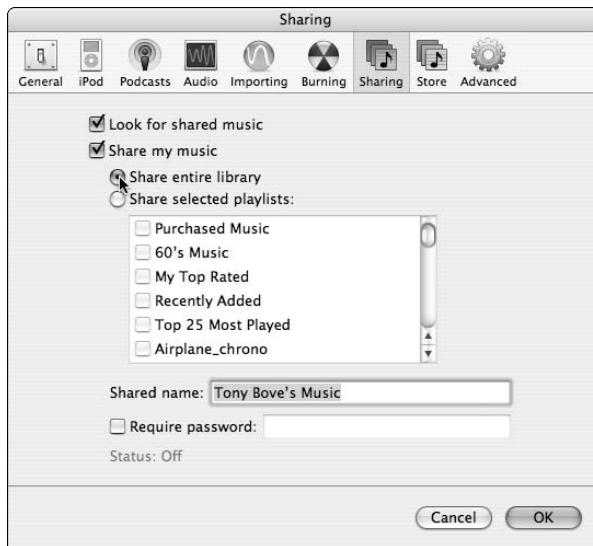 Sharing
General iPod Podcasts Audio Importing Burning Sharing Store Advanced
Look for shared music
Share my music
Share entire library
Share selected playlists:
Purchased Music
60's Music
My Top Rated
Recently Added
Top 25 Most Played
Airplane_chrono
Shared name: Tony Bove's Music
Require password:
Status: Off
Cancel OK